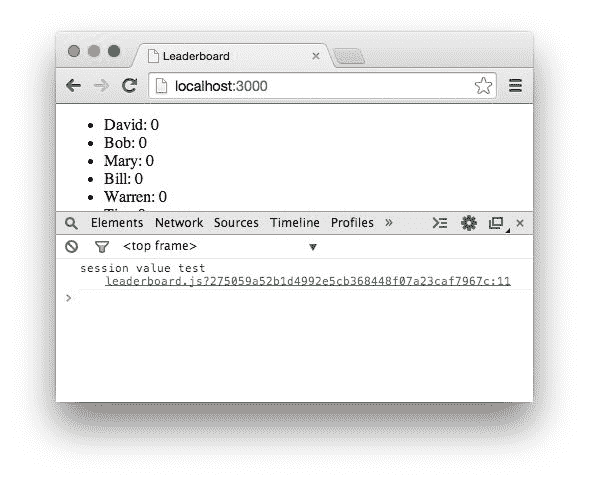 Leaderboard
localhost:3000
• David: 0
• Bob: 0
• Mary: 0
• Bill: 0
• Warren: 0
Elements Network Sources Timeline Profiles »
<top frame>
session value test
leaderboard.js?275059a52b1d4992e5cb368448f07a23caf7967c:11
>